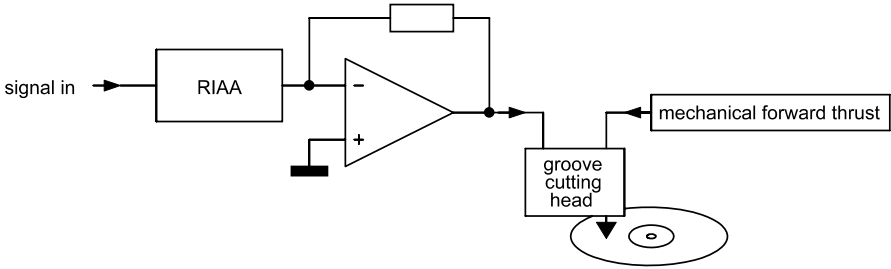 signal in
RIAA
–
+
mechanical forward thrust
groove
cutting
head